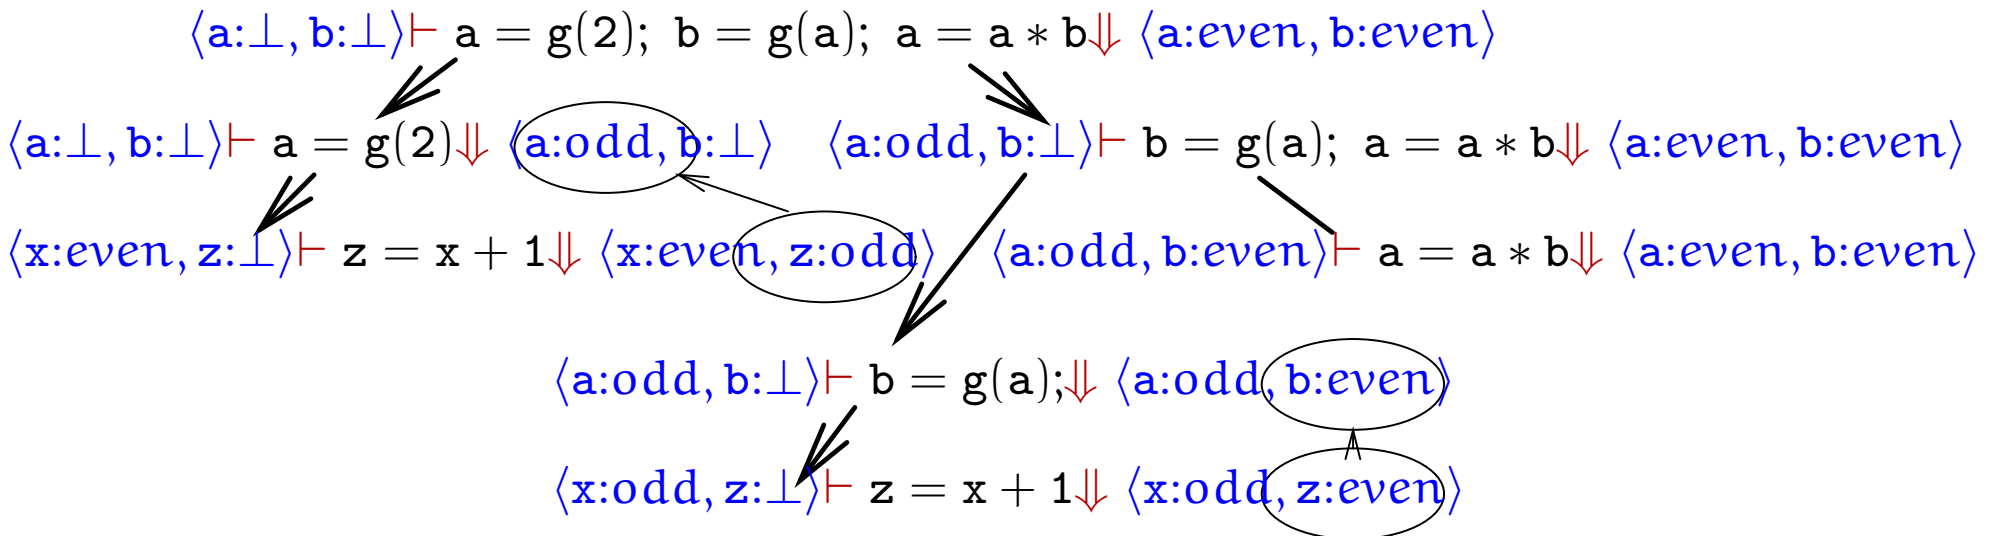 ⟨a:⊥, b:⊥⟩⊢ a = g(2); b = g(a); a = a ∗ b⇓ ⟨a:even, b:even⟩
⟨a:⊥, b:⊥⟩⊢ a = g(2)⇓ ⟨a:odd, b:⊥⟩ ⟨a:odd, b:⊥⟩⊢ b = g(a); a = a ∗ b⇓ ⟨a:even, b:even⟩
⟨x:even, z:⊥⟩⊢ z = x + 1⇓ ⟨x:even, z:odd⟩ ⟨a:odd, b:even⟩⊢ a = a ∗ b⇓ ⟨a:even, b:even⟩
⟨a:odd, b:⊥⟩⊢ b = g(a);⇓ ⟨a:odd, b:even⟩
⟨x:odd, z:⊥⟩⊢ z = x + 1⇓ ⟨x:odd, z:even⟩